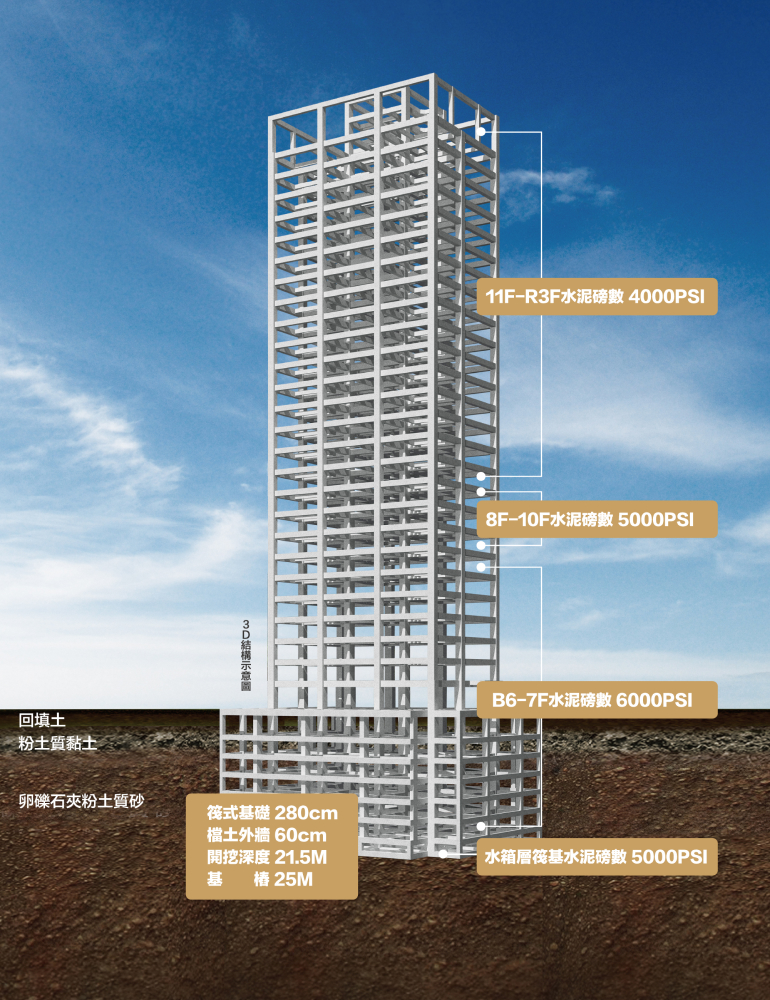 11F-R3F水泥磅數 4000PSI
8F-10F水泥磅數 5000PSI
3D結構示意圖
B6-7F水泥磅數 6000PSI
回填土
粉土質黏土
卵礫石夾粉土質砂
筏式基礎 280cm
檔土外牆 60cm
開挖深度 21.5M
基 樁 25M
水箱層筏基水泥磅數 5000PSI